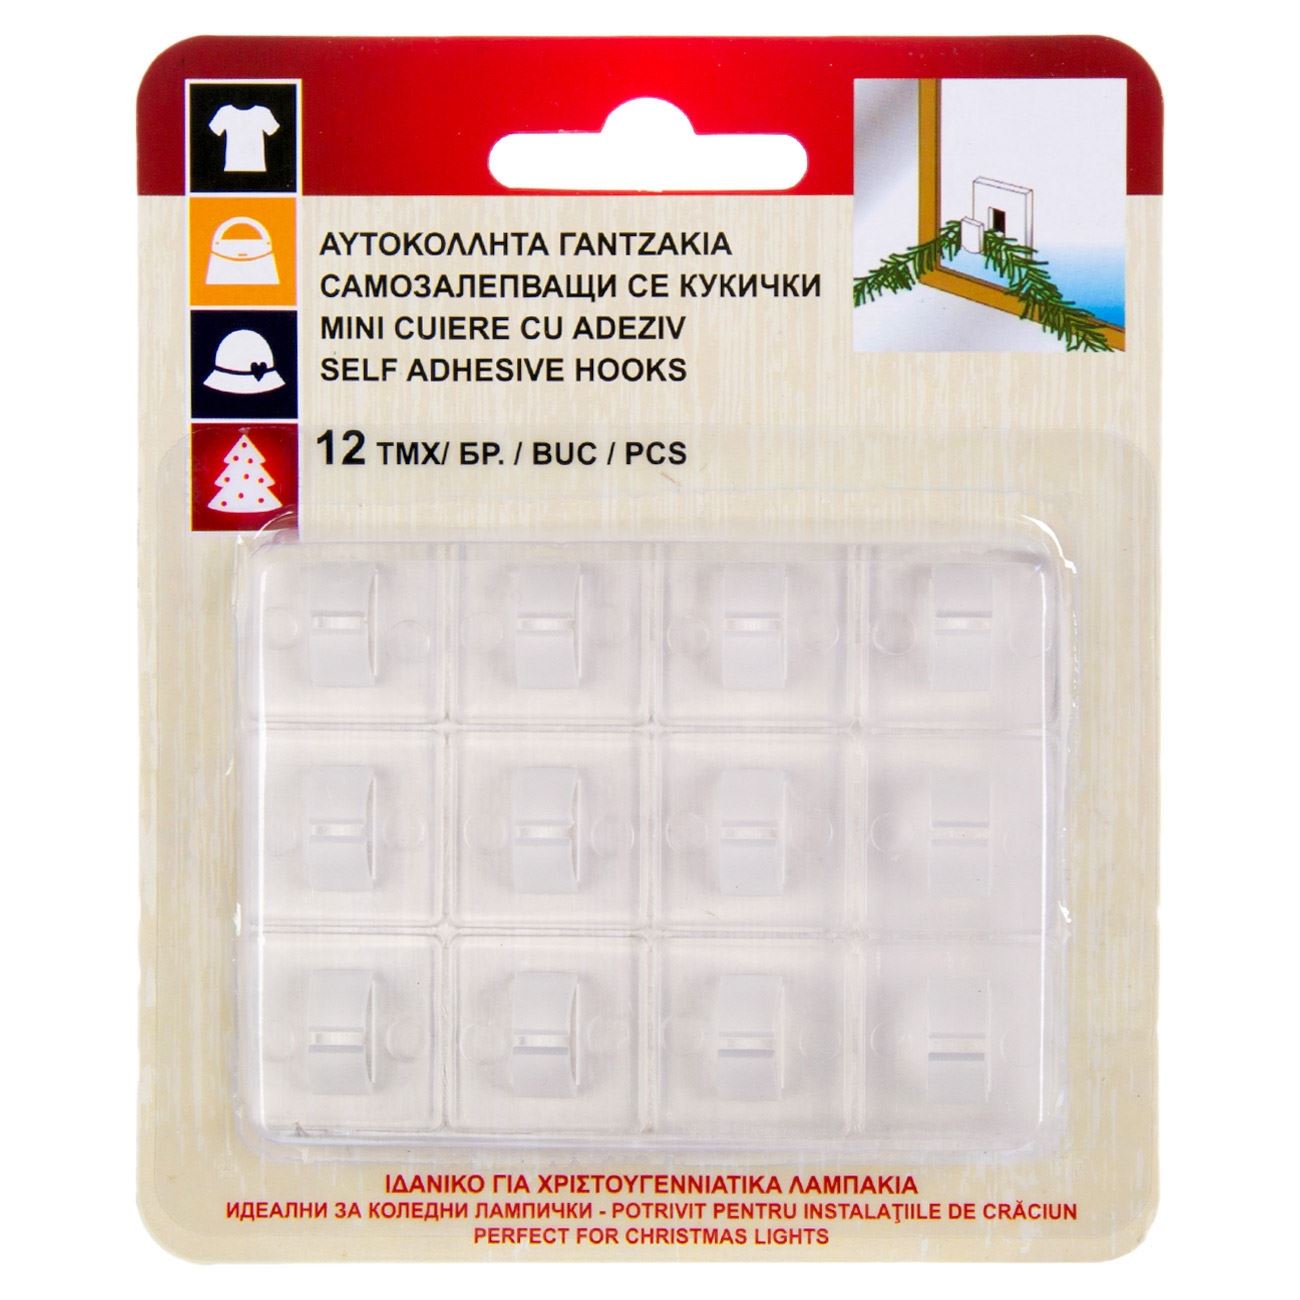 ΑΥΤΟΚΟΛΛΗΤΑ ΓΑΝΤΖΑΚΙΑ
САМОЗАЛЕПВАЩИ СЕ КУКИЧКИ
MINI CUIERE CU ADEZIV
SELF ADHESIVE HOOKS
12 ΤΜΧ/ БР. / BUC / PCS
ΙΔΑΝΙΚΟ ΓΙΑ ΧΡΙΣΤΟΥΓΕΝΝΙΑΤΙΚΑ ΛΑΜΠΑΚΙΑ
ИДЕАЛНИ ЗА КОЛЕДНИ ЛАМПИЧКИ - POTRIVIT PENTRU INSTALAŢIILE DE CRĂCIUN
PERFECT FOR CHRISTMAS LIGHTS